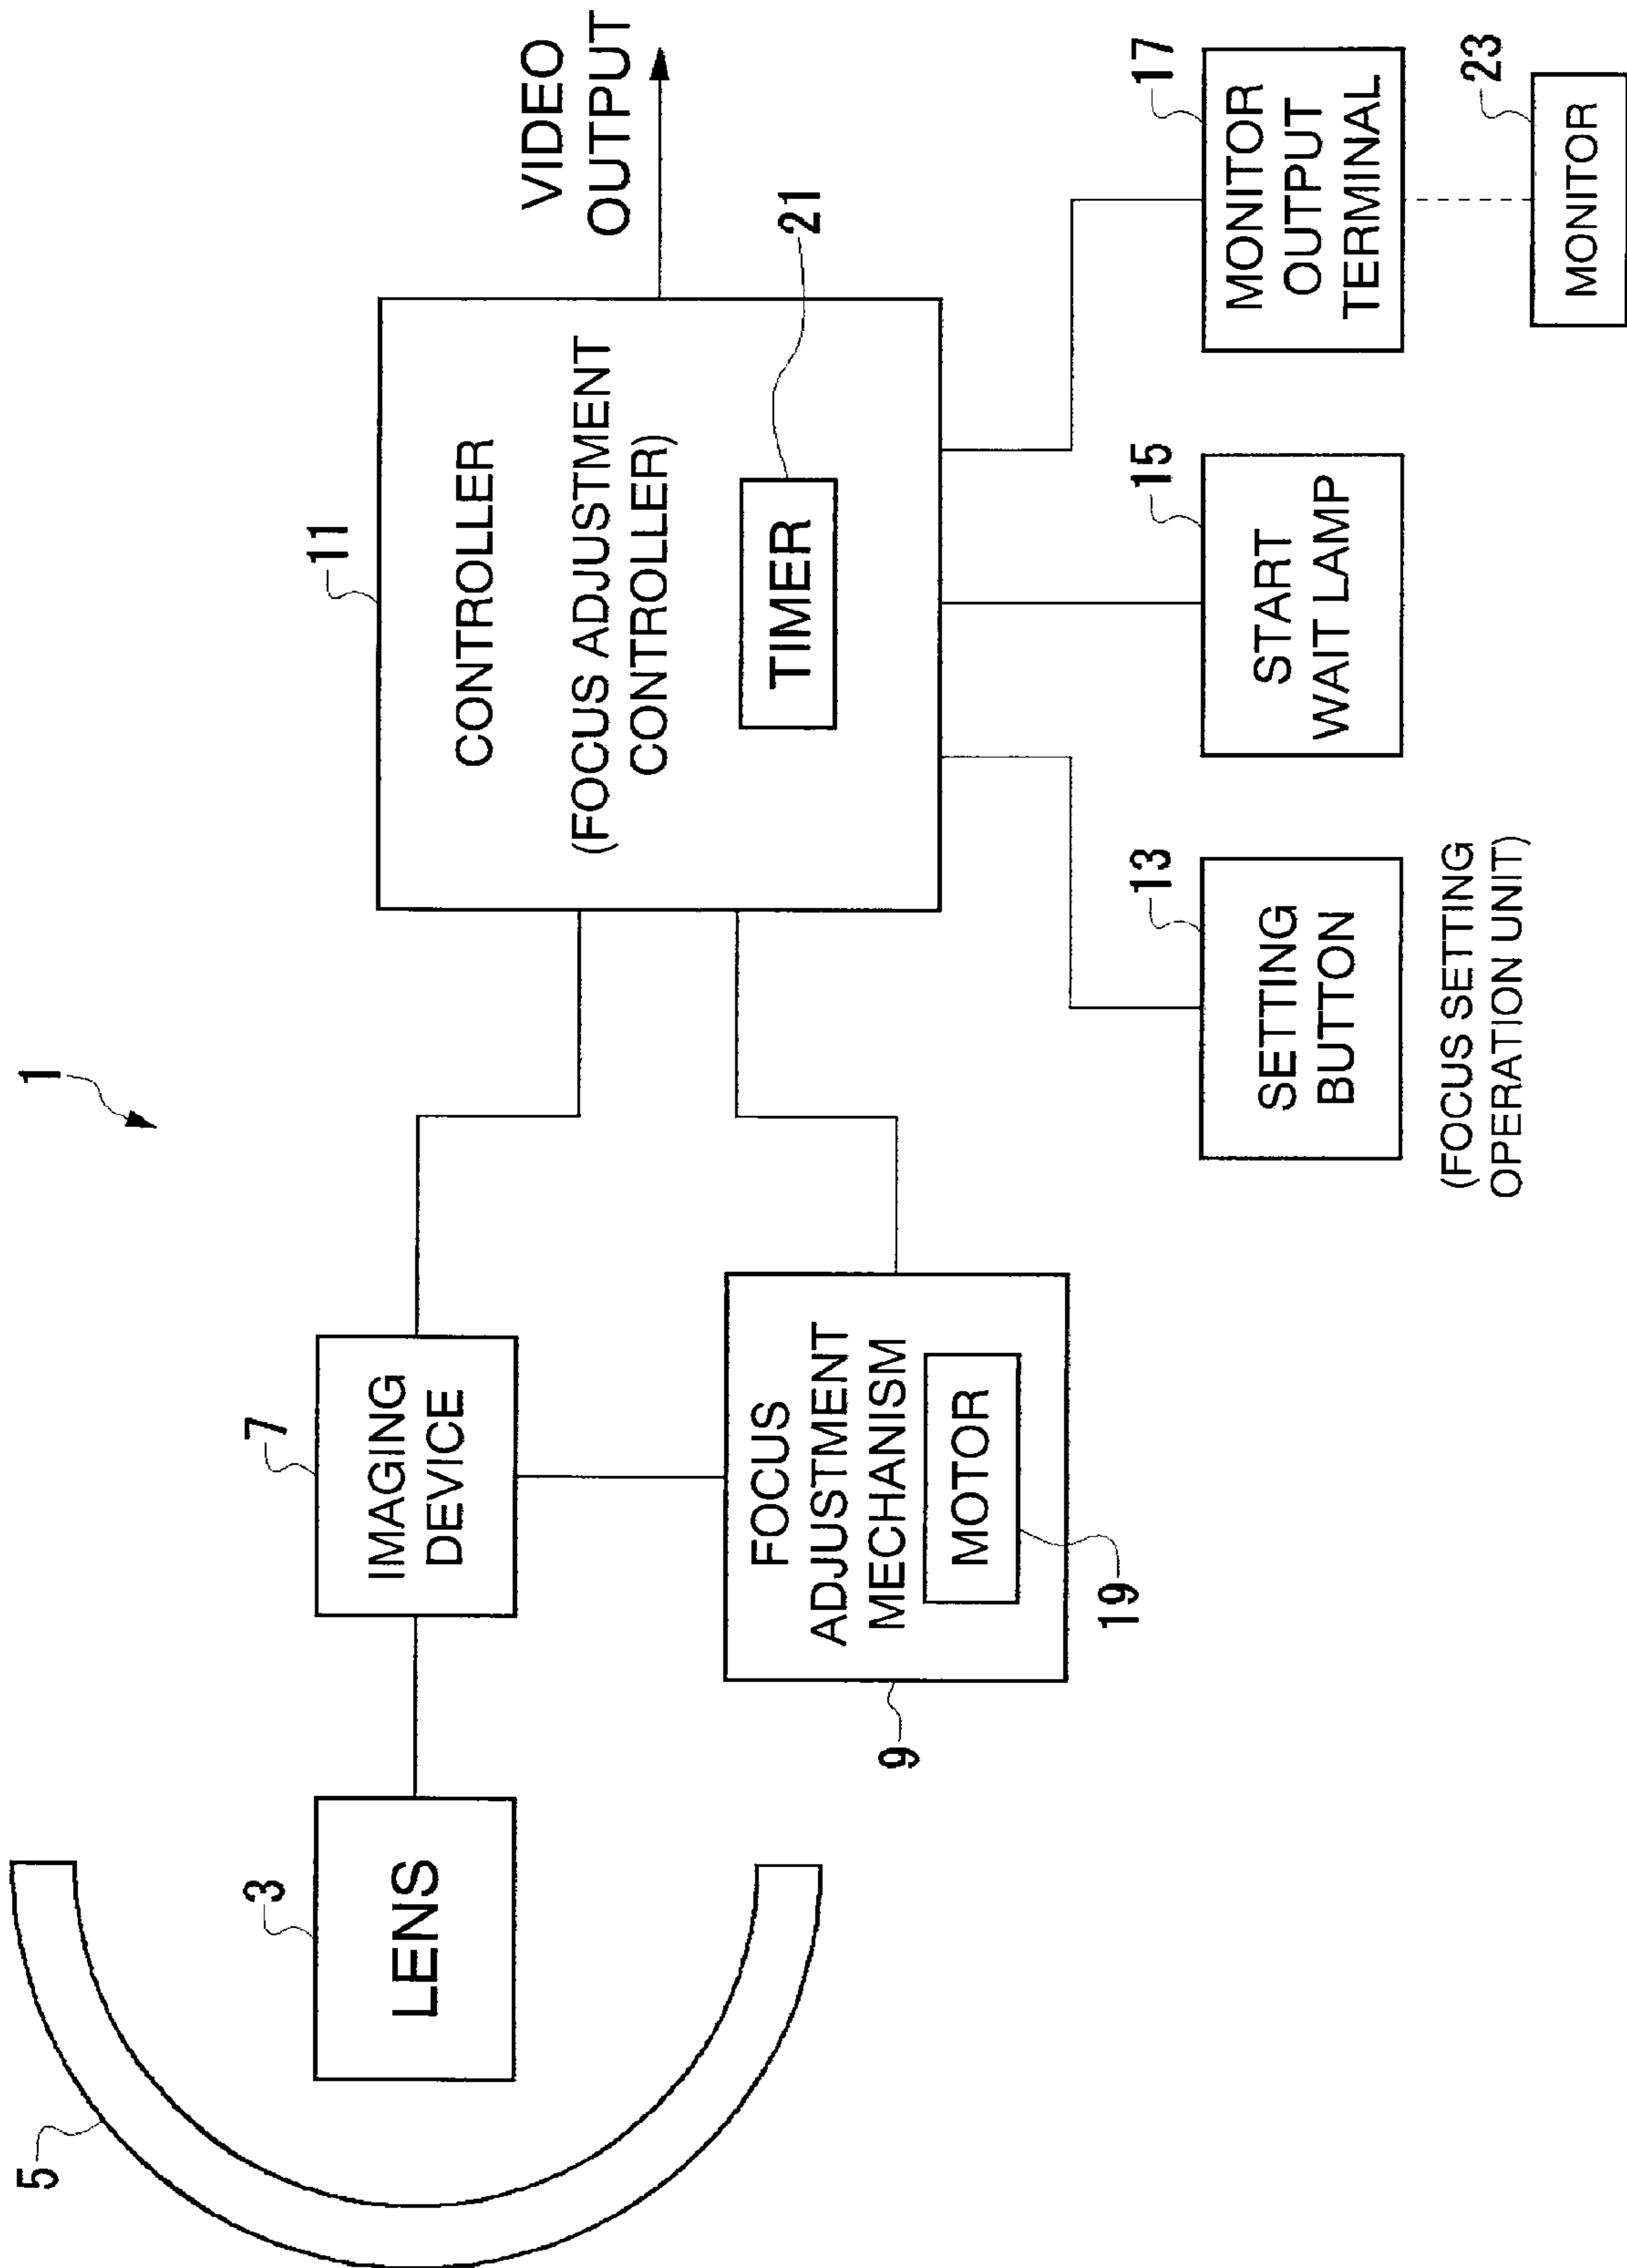 1
5
3
LENS
7
IMAGING
DEVICE
9
FOCUS
ADJUSTMENT
MECHANISM
MOTOR
19
11
CONTROLLER
(FOCUS ADJUSTMENT
CONTROLLER)
TIMER
21
VIDEO
OUTPUT
13
SETTING
BUTTON
(FOCUS SETTING
OPERATION UNIT)
15
START
WAIT LAMP
17
MONITOR
OUTPUT
TERMINAL
23
MONITOR